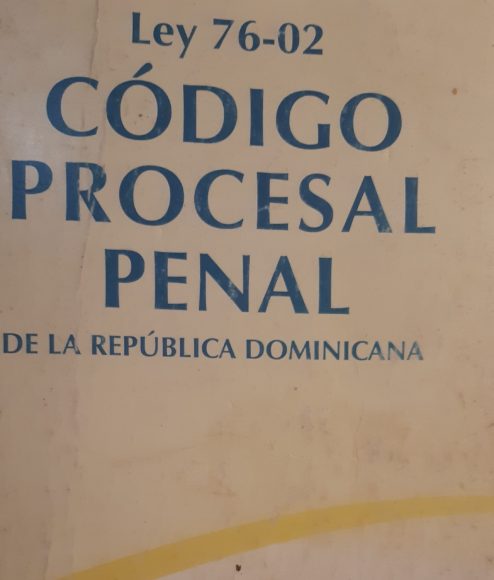 Ley 76-02
CÓDIGO
PROCESAL
PENAL
DE LA REPÚBLICA DOMINICANA